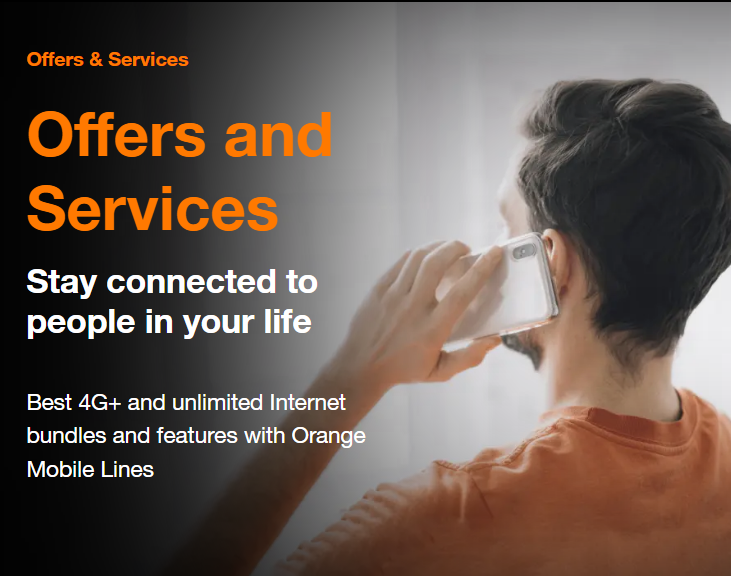 Offers & Services
Offers and
Services
Stay connected to
people in your life
Best 4G+ and unlimited Internet
bundles and features with Orange
Mobile Lines